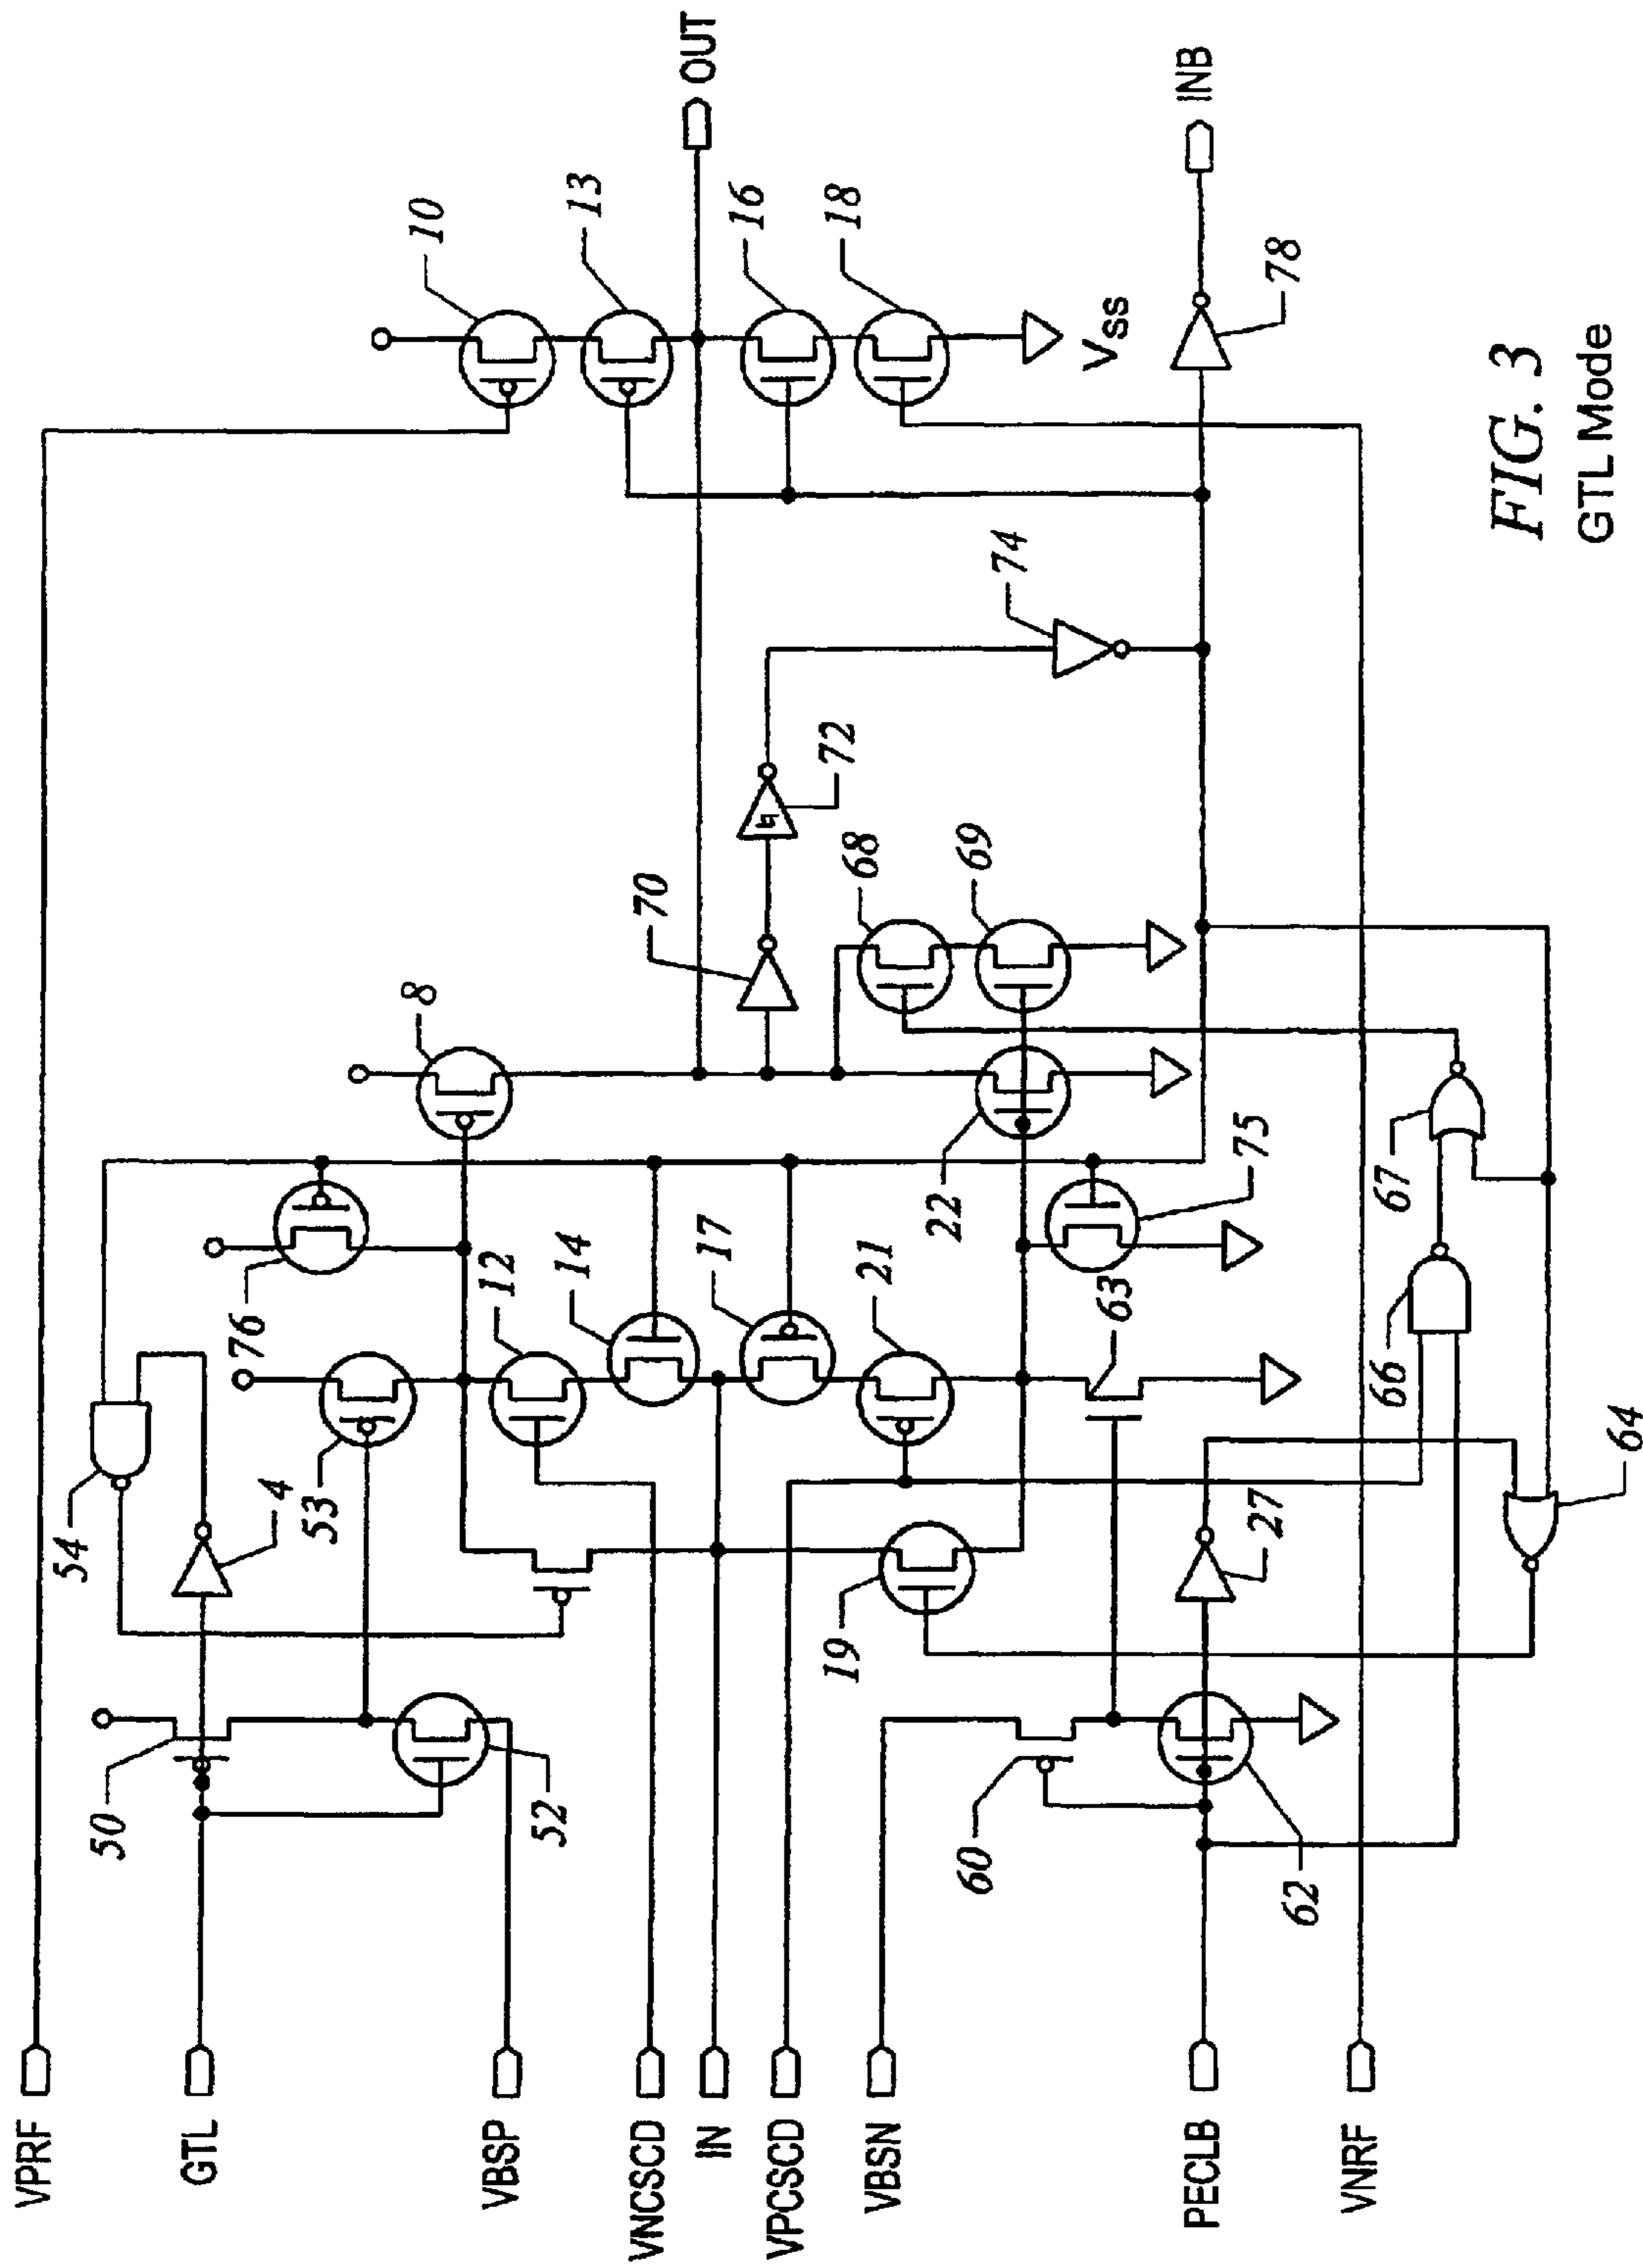 VPRF
GTL
VBSP
VNCSCD
IN
VPCSCD
VBSN
PECLB
VNRF
50
52
60
62
54
4
53
19
27
64
76
12
14
17
21
63
66
8
22
75
67
70
68
69
72
74
10
13
16
18
78
VSS
OUT
INB
FIG. 3
GTL Mode